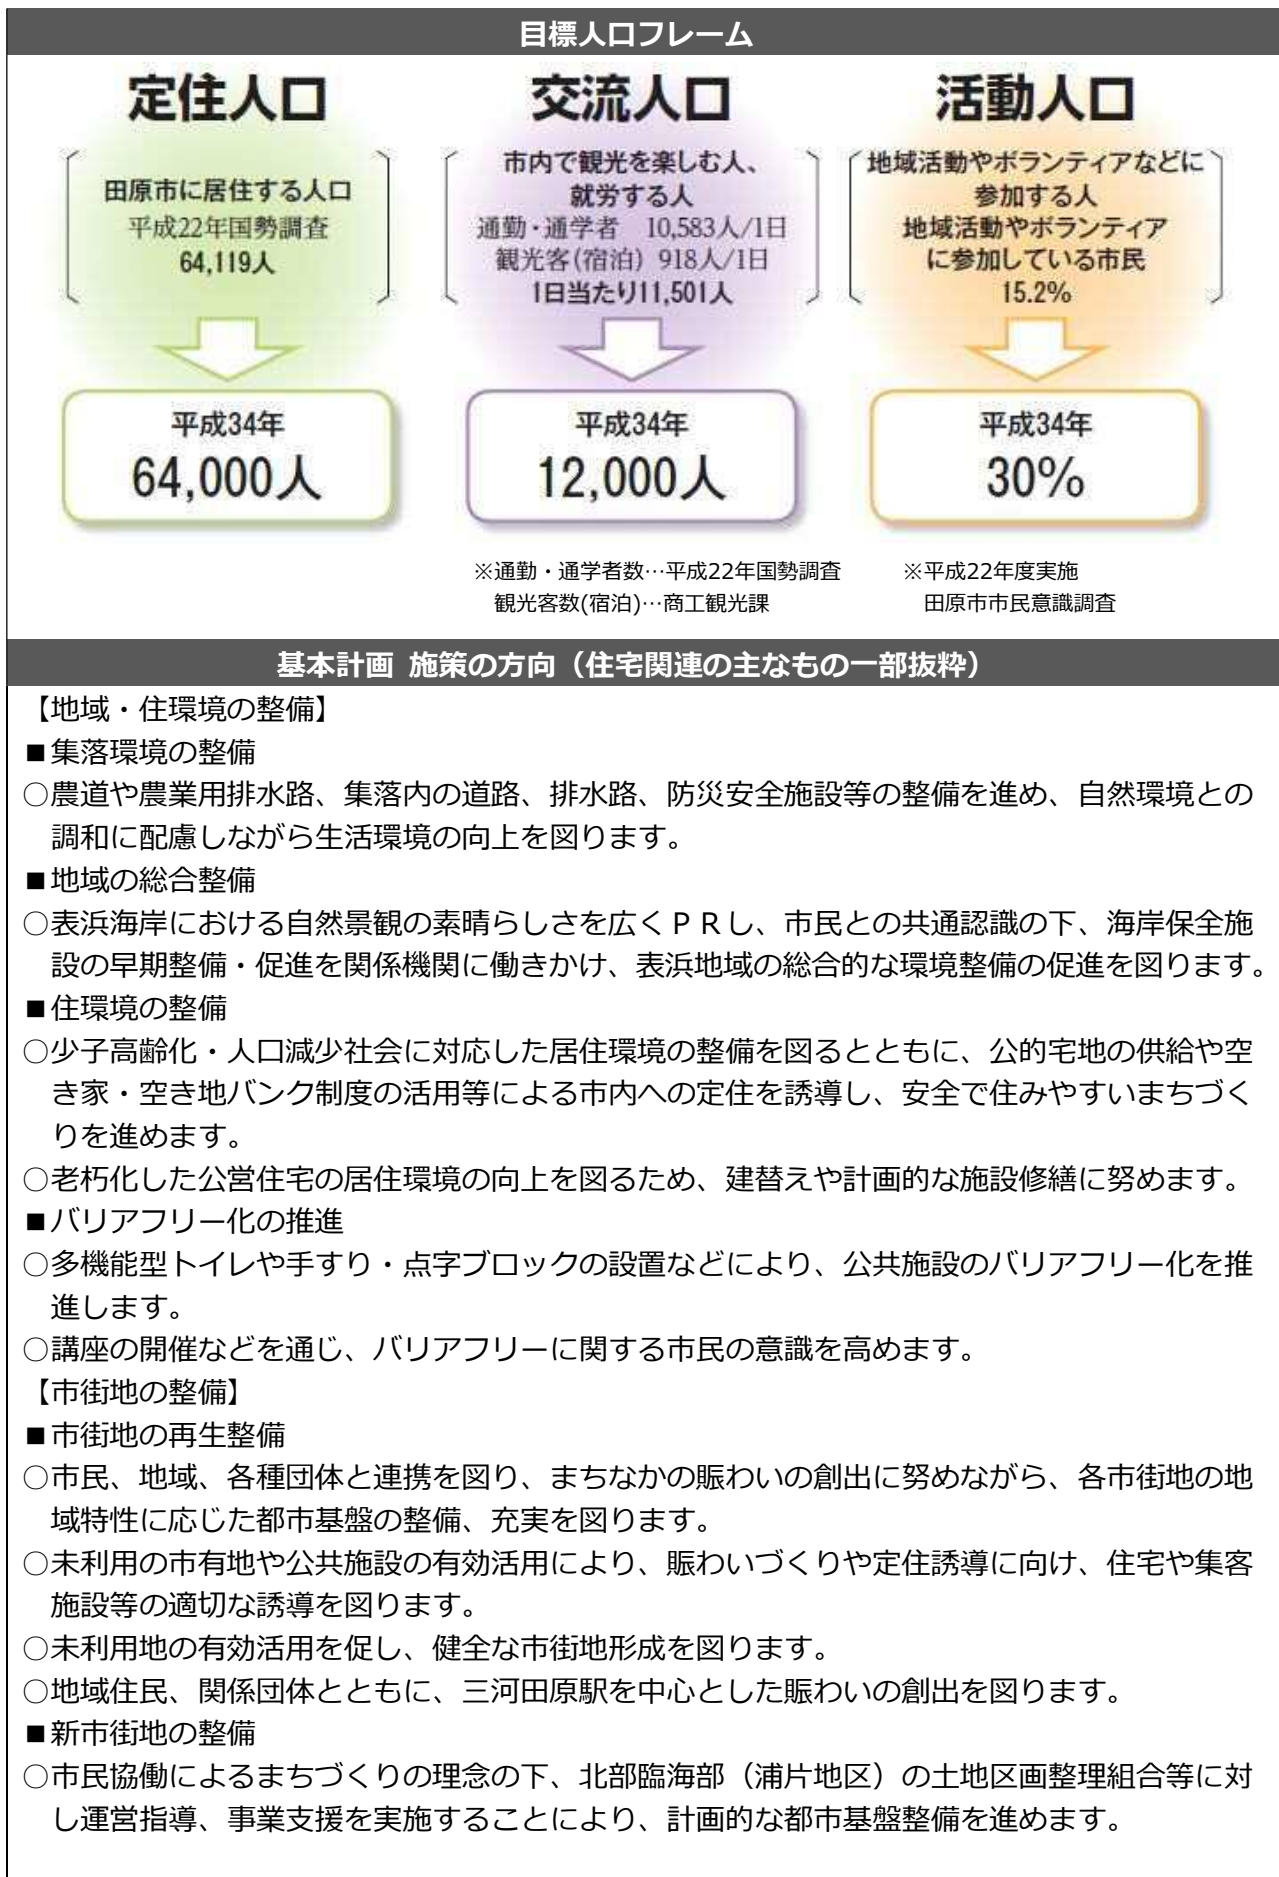 目標人口フレーム
定住人口
田原市に居住する人口
平成22年国勢調査
64,119人
平成34年
64,000人
交流人口
市内で観光を楽しむ人、
就労する人
通勤・通学者 10,583人/1日
観光客(宿泊) 918人/1日
1日当たり11,501人
平成34年
12,000人
※通勤・通学者数…平成22年国勢調査
観光客数(宿泊)…商工観光課
活動人口
地域活動やボランティアなどに
参加する人
地域活動やボランティア
に参加している市民
15.2%
平成34年
30%
※平成22年度実施
田原市市民意識調査
基本計画 施策の方向（住宅関連の主なもの一部抜粋）
【地域・住環境の整備】
■集落環境の整備
○農道や農業用排水路、集落内の道路、排水路、防災安全施設等の整備を進め、自然環境との
調和に配慮しながら生活環境の向上を図ります。
■地域の総合整備
○表浜海岸における自然景観の素晴らしさを広くＰＲし、市民との共通認識の下、海岸保全施
設の早期整備・促進を関係機関に働きかけ、表浜地域の総合的な環境整備の促進を図ります。
■住環境の整備
○少子高齢化・人口減少社会に対応した居住環境の整備を図るとともに、公的宅地の供給や空
き家・空き地バンク制度の活用等による市内への定住を誘導し、安全で住みやすいまちづく
りを進めます。
○老朽化した公営住宅の居住環境の向上を図るため、建替えや計画的な施設修繕に努めます。
■バリアフリー化の推進
○多機能型トイレや手すり・点字ブロックの設置などにより、公共施設のバリアフリー化を推
進します。
○講座の開催などを通じ、バリアフリーに関する市民の意識を高めます。
【市街地の整備】
■市街地の再生整備
○市民、地域、各種団体と連携を図り、まちなかの賑わいの創出に努めながら、各市街地の地
域特性に応じた都市基盤の整備、充実を図ります。
○未利用の市有地や公共施設の有効活用により、賑わいづくりや定住誘導に向け、住宅や集客
施設等の適切な誘導を図ります。
○未利用地の有効活用を促し、健全な市街地形成を図ります。
○地域住民、関係団体とともに、三河田原駅を中心とした賑わいの創出を図ります。
■新市街地の整備
○市民協働によるまちづくりの理念の下、北部臨海部（浦片地区）の土地区画整理組合等に対
し運営指導、事業支援を実施することにより、計画的な都市基盤整備を進めます。